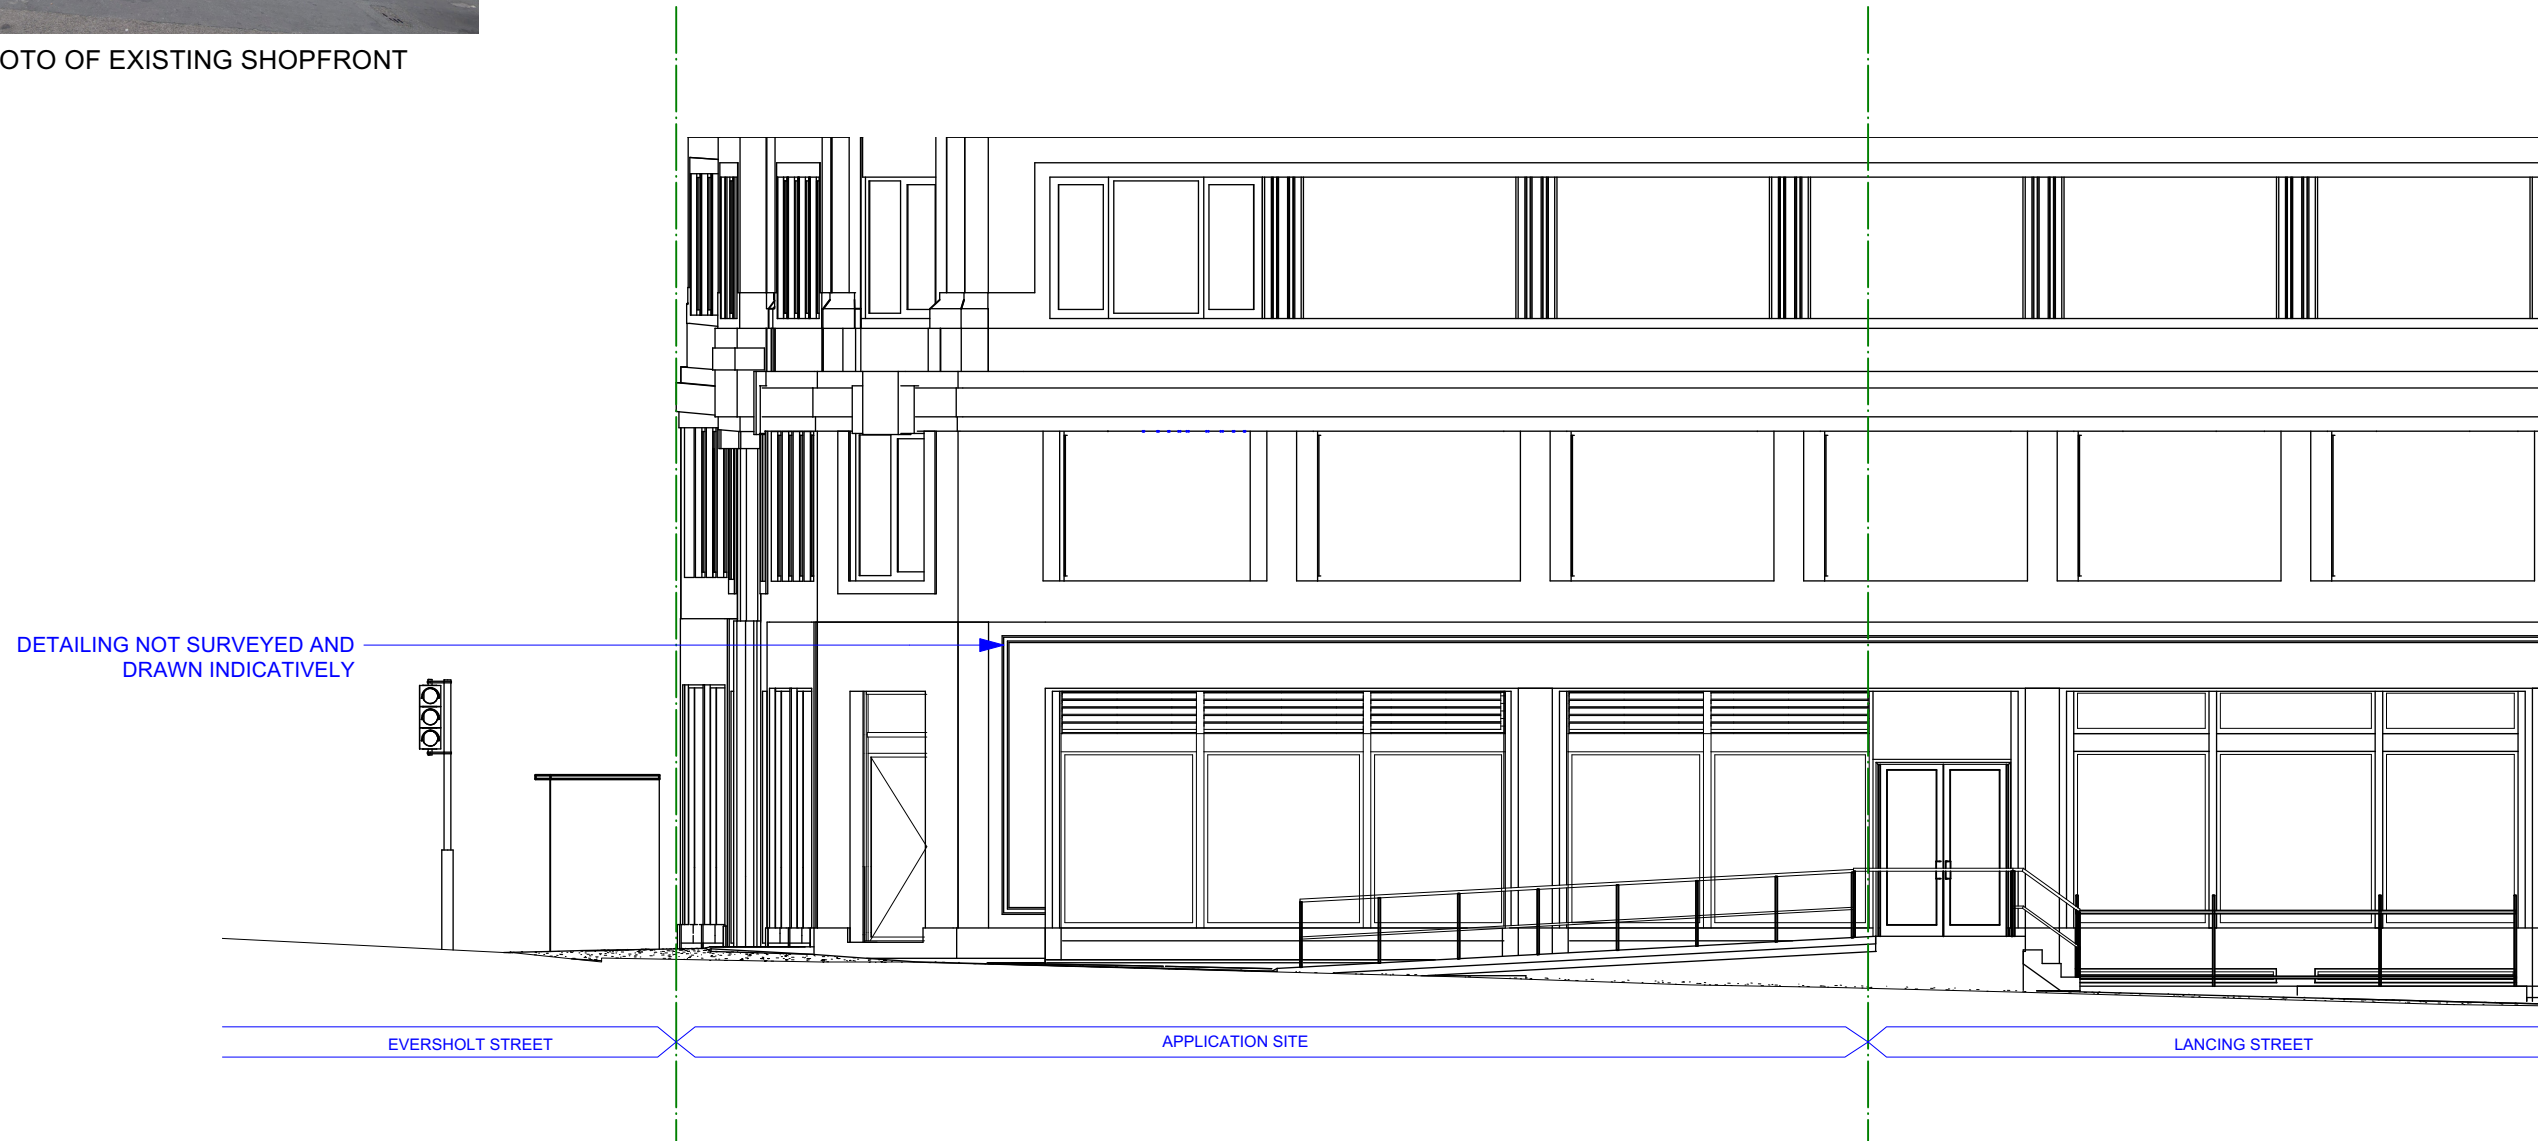 OTO OF EXISTING SHOPFRONT
DETAILING NOT SURVEYED AND
DRAWN INDICATIVELY
EVERSHOLT STREET
APPLICATION SITE
LANCING STREET